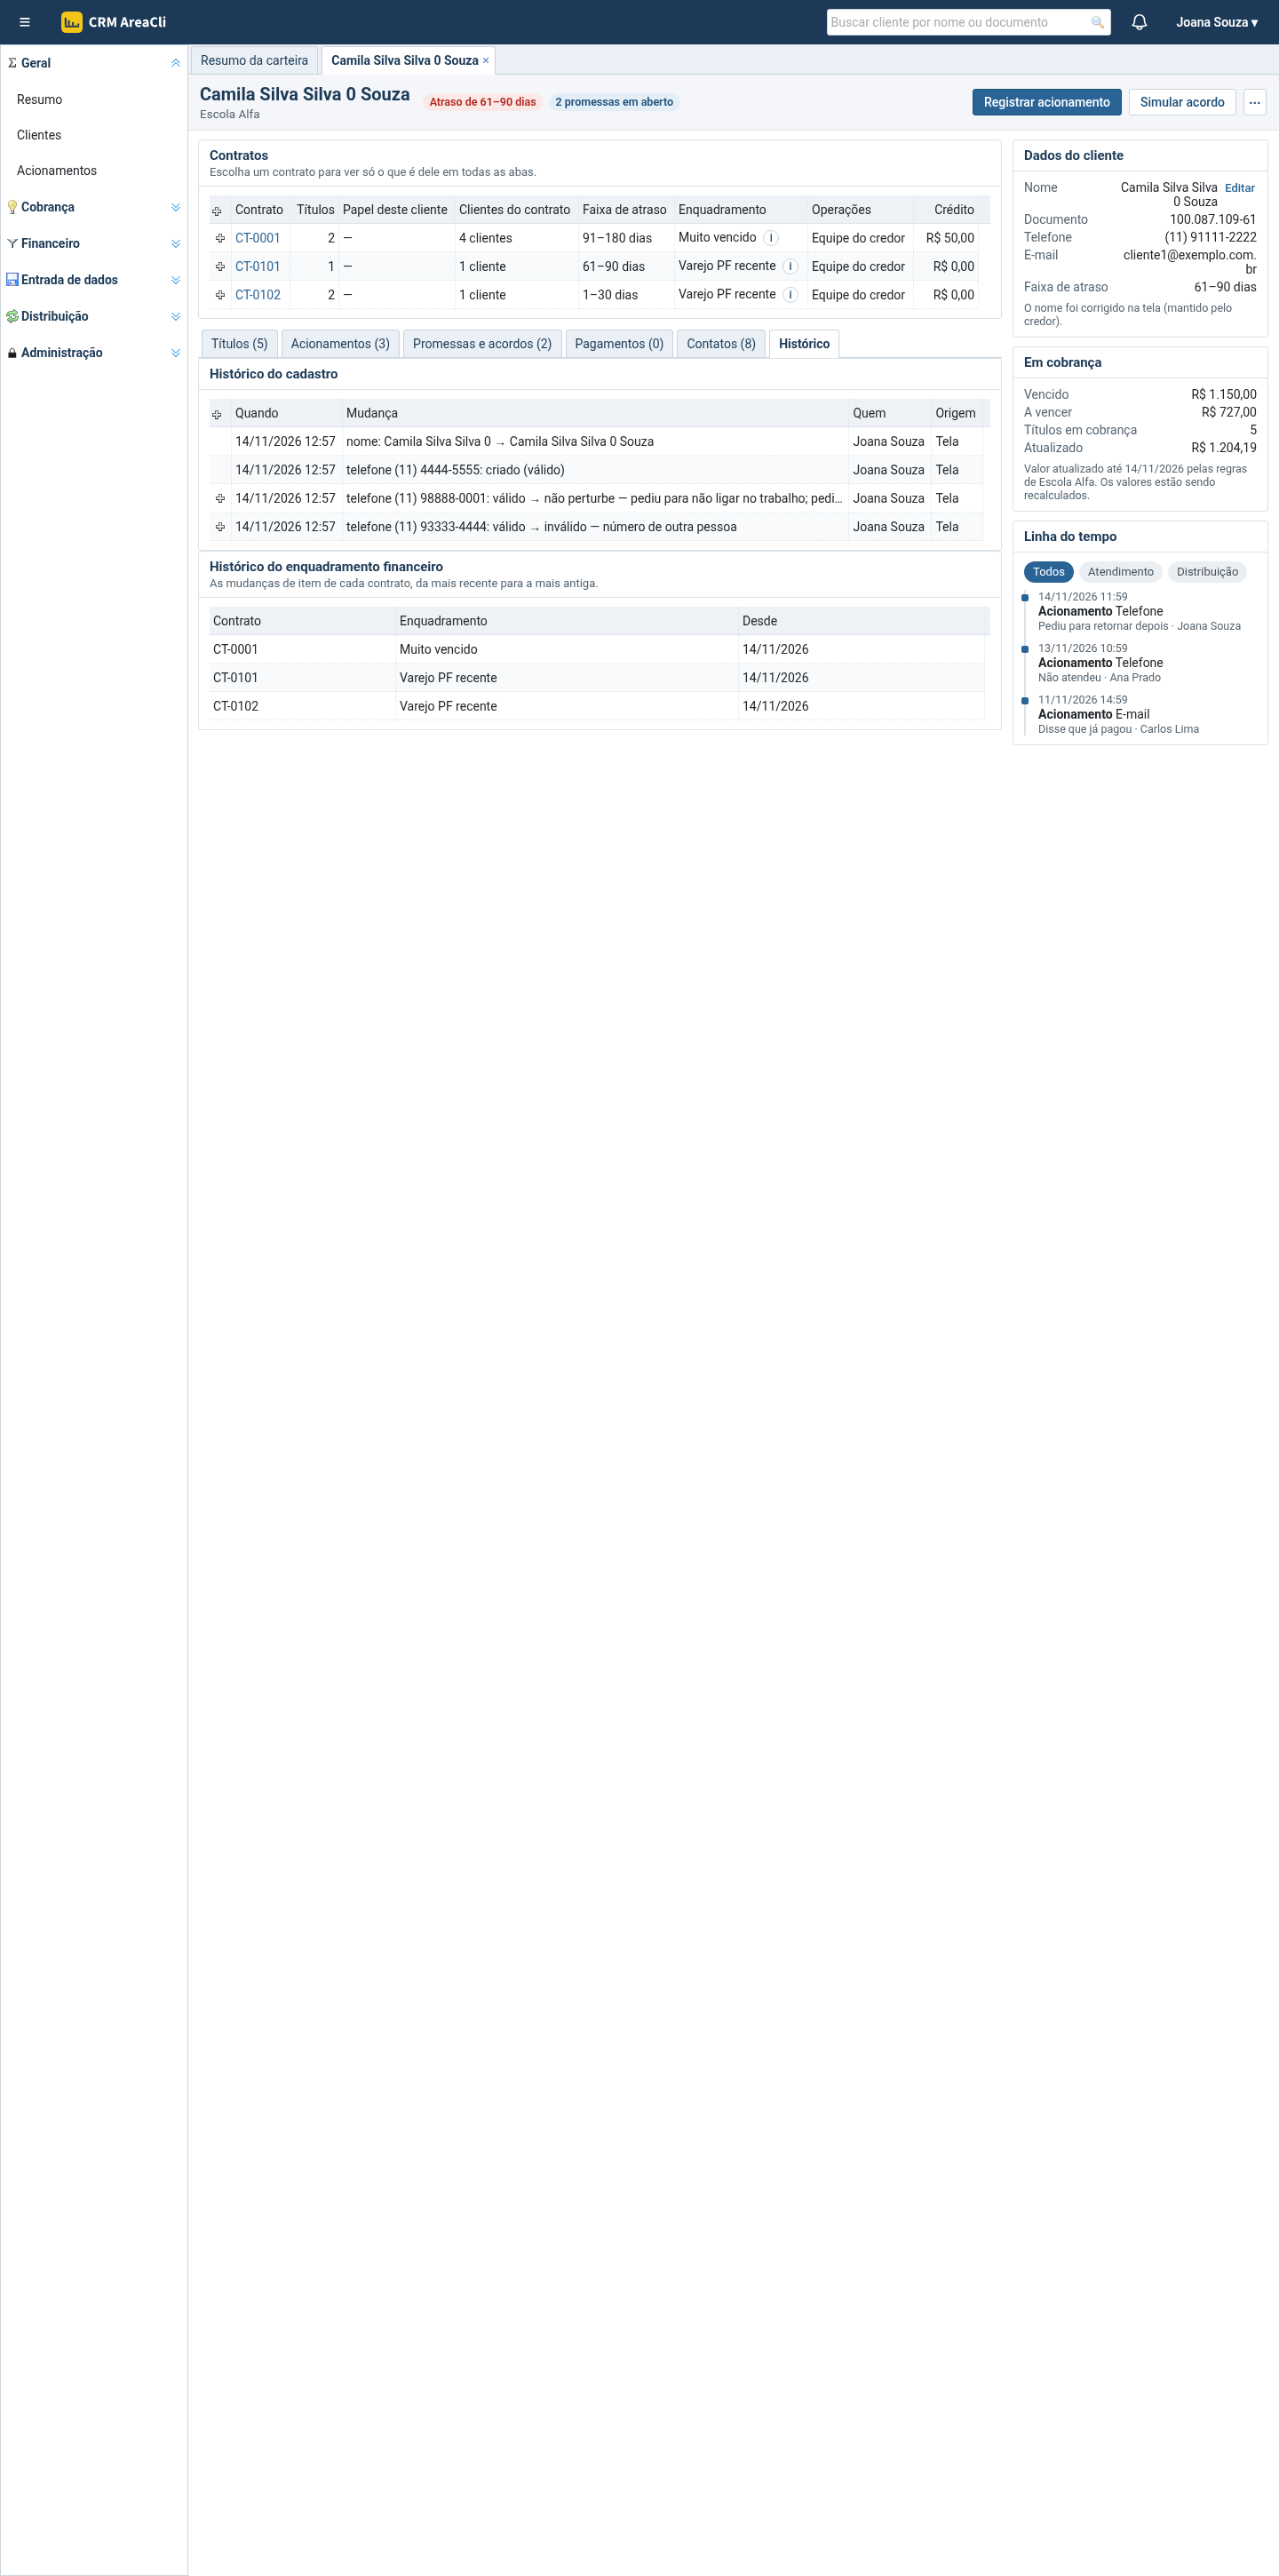 ≡ CRM AreaCli Buscar cliente por nome ou documento Joana Souza ▾
Geral
Resumo
Clientes
Acionamentos
Cobrança
Financeiro
Entrada de dados
Distribuição
Administração
Resumo da carteira Camila Silva Silva 0 Souza ×
Camila Silva Silva 0 Souza Atraso de 61–90 dias 2 promessas em aberto
Escola Alfa
Registrar acionamento Simular acordo ...
Contratos
Escolha um contrato para ver só o que é dele em todas as abas.
Contrato Títulos Papel deste cliente Clientes do contrato Faixa de atraso Enquadramento Operações Crédito
CT-0001 2 — 4 clientes 91–180 dias Muito vencido i Equipe do credor R$ 50,00
CT-0101 1 — 1 cliente 61–90 dias Varejo PF recente i Equipe do credor R$ 0,00
CT-0102 2 — 1 cliente 1–30 dias Varejo PF recente i Equipe do credor R$ 0,00
Títulos (5) Acionamentos (3) Promessas e acordos (2) Pagamentos (0) Contatos (8) Histórico
Histórico do cadastro
Quando Mudança Quem Origem
14/11/2026 12:57 nome: Camila Silva Silva 0 → Camila Silva Silva 0 Souza Joana Souza Tela
14/11/2026 12:57 telefone (11) 4444-5555: criado (válido) Joana Souza Tela
14/11/2026 12:57 telefone (11) 98888-0001: válido → não perturbe — pediu para não ligar no trabalho; pedi... Joana Souza Tela
14/11/2026 12:57 telefone (11) 93333-4444: válido → inválido — número de outra pessoa Joana Souza Tela
Histórico do enquadramento financeiro
As mudanças de item de cada contrato, da mais recente para a mais antiga.
Contrato Enquadramento Desde
CT-0001 Muito vencido 14/11/2026
CT-0101 Varejo PF recente 14/11/2026
CT-0102 Varejo PF recente 14/11/2026
Dados do cliente
Nome Camila Silva Silva Editar
0 Souza
Documento 100.087.109-61
Telefone (11) 91111-2222
E-mail cliente1@exemplo.com.
br
Faixa de atraso 61–90 dias
O nome foi corrigido na tela (mantido pelo
credor).
Em cobrança
Vencido R$ 1.150,00
A vencer R$ 727,00
Títulos em cobrança 5
Atualizado R$ 1.204,19
Valor atualizado até 14/11/2026 pelas regras
de Escola Alfa. Os valores estão sendo
recalculados.
Linha do tempo
Todos Atendimento Distribuição
14/11/2026 11:59
Acionamento Telefone
Pediu para retornar depois · Joana Souza
13/11/2026 10:59
Acionamento Telefone
Não atendeu · Ana Prado
11/11/2026 14:59
Acionamento E-mail
Disse que já pagou · Carlos Lima